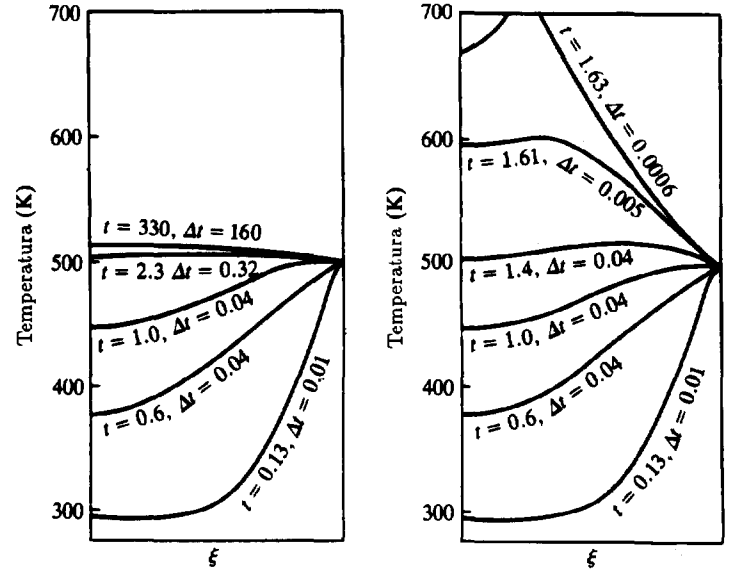 700
600
500
400
300
Temperatura (K)
t = 330, Δt = 160
t = 2.3 Δt = 0.32
t = 1.0, Δt = 0.04
t = 0.6, Δt = 0.04
t = 0.13, Δt = 0.01
ξ
700
600
500
400
300
Temperatura (K)
t = 1.63, Δt = 0.0006
t = 1.61, Δt = 0.005
t = 1.4, Δt = 0.04
t = 1.0, Δt = 0.04
t = 0.6, Δt = 0.04
t = 0.13, Δt = 0.01
ξ